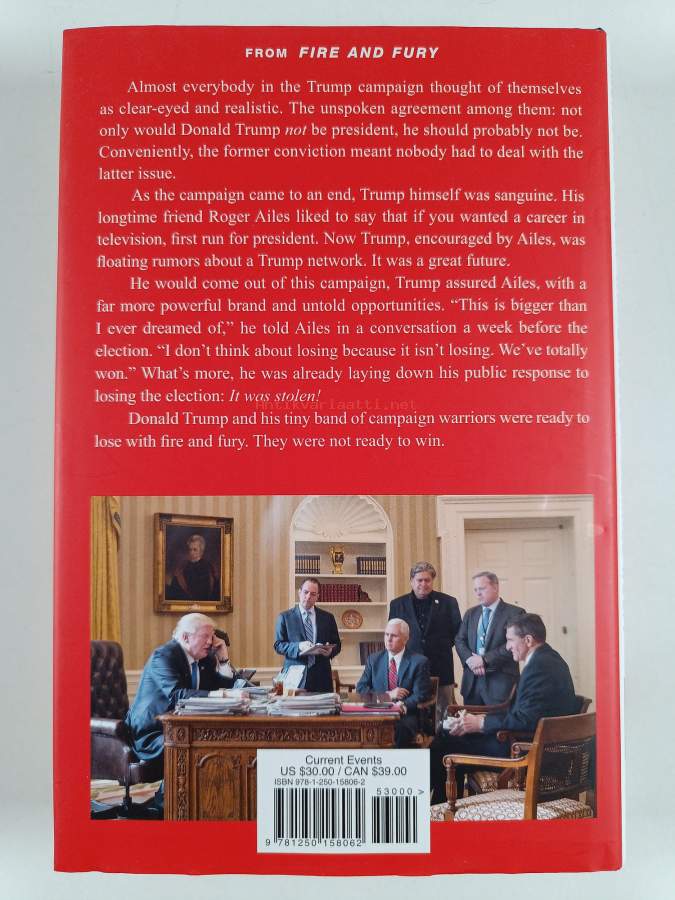 FROM FIRE AND FURY
Almost everybody in the Trump campaign thought of themselves
as clear-eyed and realistic. The unspoken agreement among them: not
only would Donald Trump not be president, he should probably not be.
Conveniently, the former conviction meant nobody had to deal with the
latter issue.
As the campaign came to an end, Trump himself was sanguine. His
longtime friend Roger Ailes liked to say that if you wanted a career in
television, first run for president. Now Trump, encouraged by Ailes, was
floating rumors about a Trump network. It was a great future.
He would come out of this campaign, Trump assured Ailes, with a
far more powerful brand and untold opportunities. “This is bigger than
I ever dreamed of,” he told Ailes in a conversation a week before the
election. “I don’t think about losing because it isn’t losing. We’ve totally
won.” What’s more, he was already laying down his public response to
losing the election: It was stolen!
Antikvariaatti.net
Donald Trump and his tiny band of campaign warriors were ready to
lose with fire and fury. They were not ready to win.
Current Events
US $30.00 / CAN $39.00
ISBN 978-1-250-15806-2
53000 >
9 781250 158062